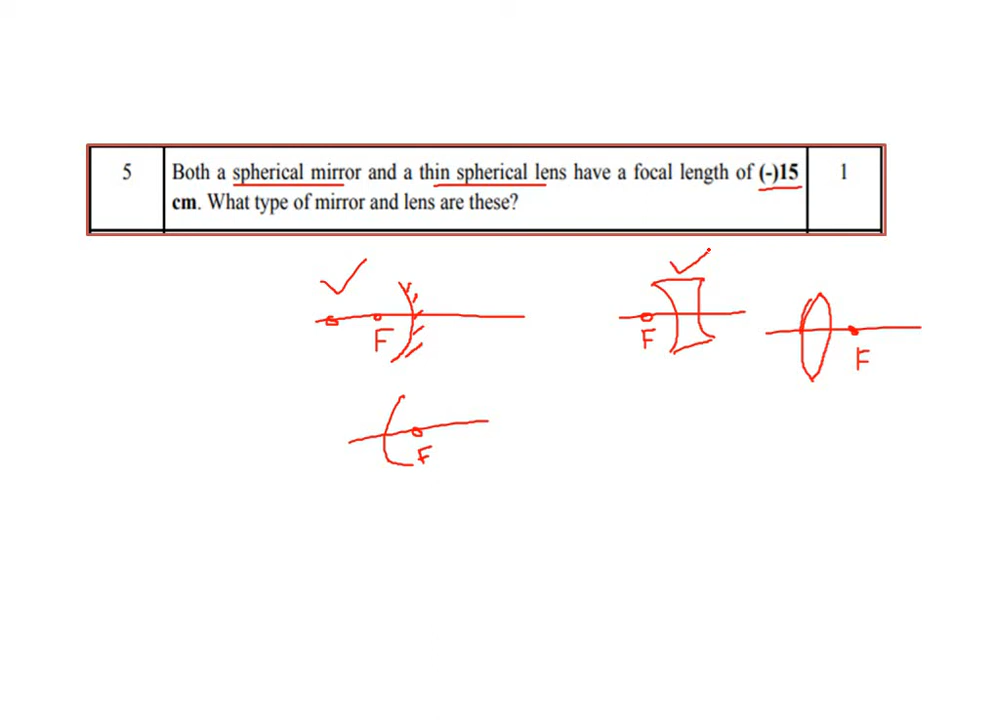 5
Both a spherical mirror and a thin spherical lens have a focal length of (-)15
cm. What type of mirror and lens are these?
1
F
F
F
F